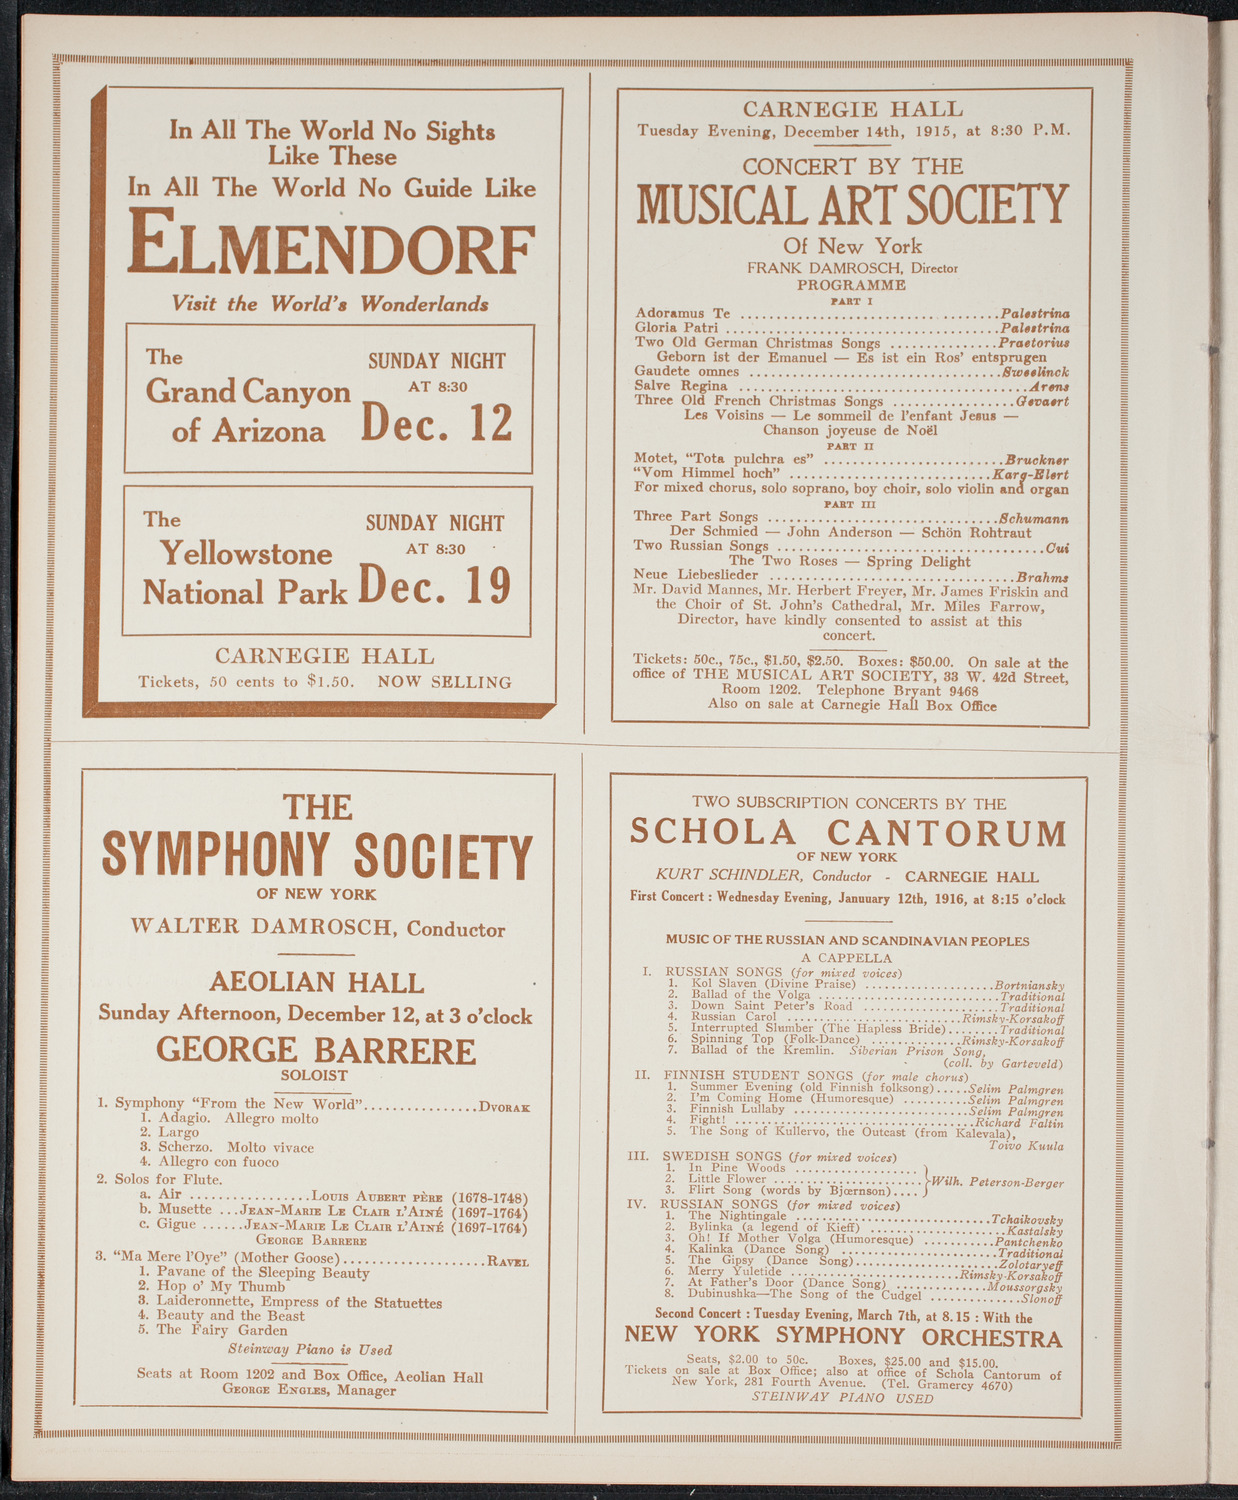 In All The World No Sights
Like These
In All The World No Guide Like
ELMENDORF
Visit the World's Wonderlands
The
Grand Canyon
of Arizona
SUNDAY NIGHT
AT 8:30
Dec. 12
The
Yellowstone
National Park
SUNDAY NIGHT
AT 8:30
Dec. 19
CARNEGIE HALL
Tickets, 50 cents to $1.50. NOW SELLING
CARNEGIE HALL
Tuesday Evening, December 14th, 1915, at 8:30 P.M.
CONCERT BY THE
MUSICAL ART SOCIETY
Of New York
FRANK DAMROSCH, Director
PROGRAMME
PART I
Adoramus Te ................................Palestrina
Gloria Patri ..................................Palestrina
Two Old German Christmas Songs ...............Praetorius
Geborn ist der Emanuel — Es ist ein Ros' entsprugen
Gaudete omnes ................................Sweelinck
Salve Regina ....................................Arens
Three Old French Christmas Songs ................Gevaert
Les Voisins — Le sommeil de l'enfant Jesus —
Chanson joyeuse de Noël
PART II
Motet, "Tota pulchra es" .......................Bruckner
"Vom Himmel hoch" .........................Karg-Elert
For mixed chorus, solo soprano, boy choir, solo violin and organ
PART III
Three Part Songs .............................Schumann
Der Schmied — John Anderson — Schön Rohtraut
Two Russian Songs ..................................Cui
The Two Roses — Spring Delight
Neue Liebeslieder ...............................Brahms
Mr. David Mannes, Mr. Herbert Freyer, Mr. James Friskin and
the Choir of St. John's Cathedral, Mr. Miles Farrow,
Director, have kindly consented to assist at this
concert.
Tickets: 50c., 75c., $1.50, $2.50. Boxes: $50.00. On sale at the
office of THE MUSICAL ART SOCIETY, 33 W. 42d Street,
Room 1202. Telephone Bryant 9468
Also on sale at Carnegie Hall Box Office
THE
SYMPHONY SOCIETY
OF NEW YORK
WALTER DAMROSCH, Conductor
AEOLIAN HALL
Sunday Afternoon, December 12, at 3 o'clock
GEORGE BARRERE
SOLOIST
1. Symphony "From the New World"...............DVORAK
1. Adagio. Allegro molto
2. Largo
3. Scherzo. Molto vivace
4. Allegro con fuoco
2. Solos for Flute.
a. Air ................LOUIS AUBERT PÈRE (1678-1748)
b. Musette ...JEAN-MARIE LE CLAIR L'AINÉ (1697-1764)
c. Gigue ......JEAN-MARIE LE CLAIR L'AINÉ (1697-1764)
GEORGE BARRERE
3. "Ma Mere l'Oye" (Mother Goose)...................RAVEL
1. Pavane of the Sleeping Beauty
2. Hop o' My Thumb
3. Laideronnette, Empress of the Statuettes
4. Beauty and the Beast
5. The Fairy Garden
Steinway Piano is Used
Seats at Room 1202 and Box Office, Aeolian Hall
GEORGE ENGLES, Manager
TWO SUBSCRIPTION CONCERTS BY THE
SCHOLA CANTORUM
OF NEW YORK
KURT SCHINDLER, Conductor - CARNEGIE HALL
First Concert : Wednesday Evening, Januuary 12th, 1916, at 8:15 o'clock
MUSIC OF THE RUSSIAN AND SCANDINAVIAN PEOPLES
A CAPPELLA
I. RUSSIAN SONGS (for mixed voices)
1. Kol Slaven (Divine Praise) ...................Bortniansky
2. Ballad of the Volga ...........................Traditional
3. Down Saint Peter's Road ....................Traditional
4. Russian Carol .........................Rimsky-Korsakoff
5. Interrupted Slumber (The Hapless Bride)........Traditional
6. Spinning Top (Folk-Dance) .............Rimsky-Korsakoff
7. Ballad of the Kremlin. Siberian Prison Song,
(coll. by Garteveld)
II. FINNISH STUDENT SONGS (for male chorus)
1. Summer Evening (old Finnish folksong).....Selim Palmgren
2. I'm Coming Home (Humoresque) ..........Selim Palmgren
3. Finnish Lullaby ..........................Selim Palmgren
4. Fight! ...................................Richard Faltin
5. The Song of Kullervo, the Outcast (from Kalevala),
Toivo Kuula
III. SWEDISH SONGS (for mixed voices)
1. In Pine Woods ..................
2. Little Flower ......................Wilh. Peterson-Berger
3. Flirt Song (words by Bjœrnson)....
IV. RUSSIAN SONGS (for mixed voices)
1. The Nightingale .............................Tchaikovsky
2. Bylinka (a legend of Kieff) ....................Kastalsky
3. Oh! If Mother Volga (Humoresque) ...........Pantchenko
4. Kalinka (Dance Song) .......................Traditional
5. The Gipsy (Dance Song).....................Zolotaryeff
6. Merry Yuletide .....................Rimsky-Korsakoff
7. At Father's Door (Dance Song) .............Moussorgsky
8. Dubinushka—The Song of the Cudgel .............Slonoff
Second Concert : Tuesday Evening, March 7th, at 8.15 : With the
NEW YORK SYMPHONY ORCHESTRA
Seats, $2.00 to 50c. Boxes, $25.00 and $15.00.
Tickets on sale at Box Office; also at office of Schola Cantorum of
New York, 281 Fourth Avenue. (Tel. Gramercy 4670)
STEINWAY PIANO USED